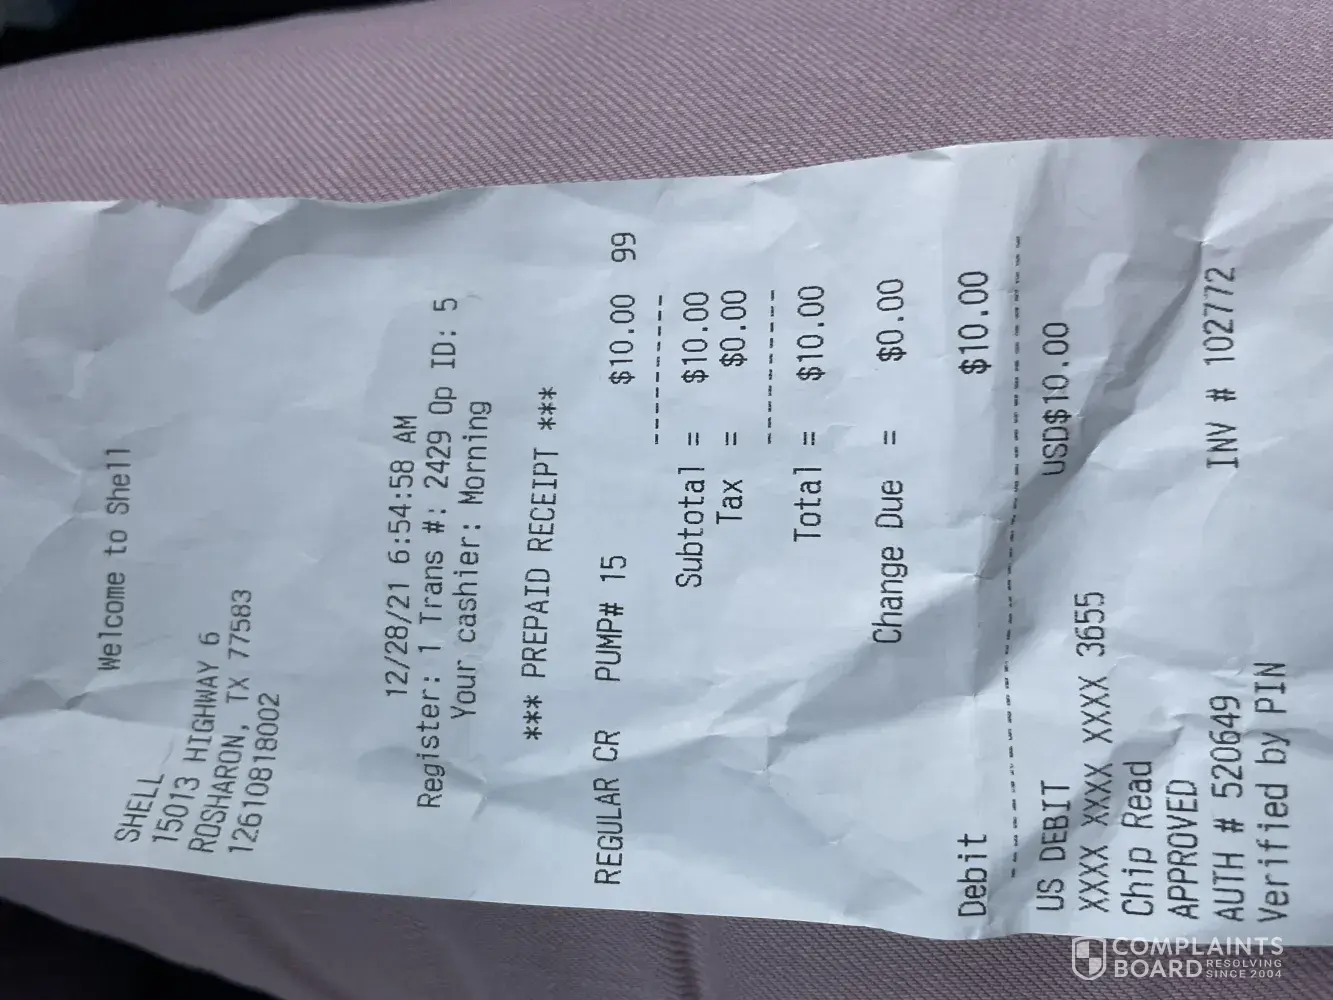 Welcome to Shell
SHELL
15013 HIGHWAY 6
ROSHARON, TX 77583
12610818002
12/28/21 6:54:58 AM
Register: 1 Trans #: 2429 Op ID: 5
Your cashier: Morning
*** PREPAID RECEIPT ***
REGULAR CR PUMP# 15 $10.00 99
---------
Subtotal = $10.00
Tax = $0.00
---------
Total = $10.00
Change Due = $0.00
Debit $10.00
----------------------------------------
US DEBIT USD$10.00
XXXX XXXX XXXX 3655
Chip Read
APPROVED
AUTH # 520649 INV # 102772
Verified by PIN
COMPLAINTS
BOARD RESOLVING
SINCE 2004